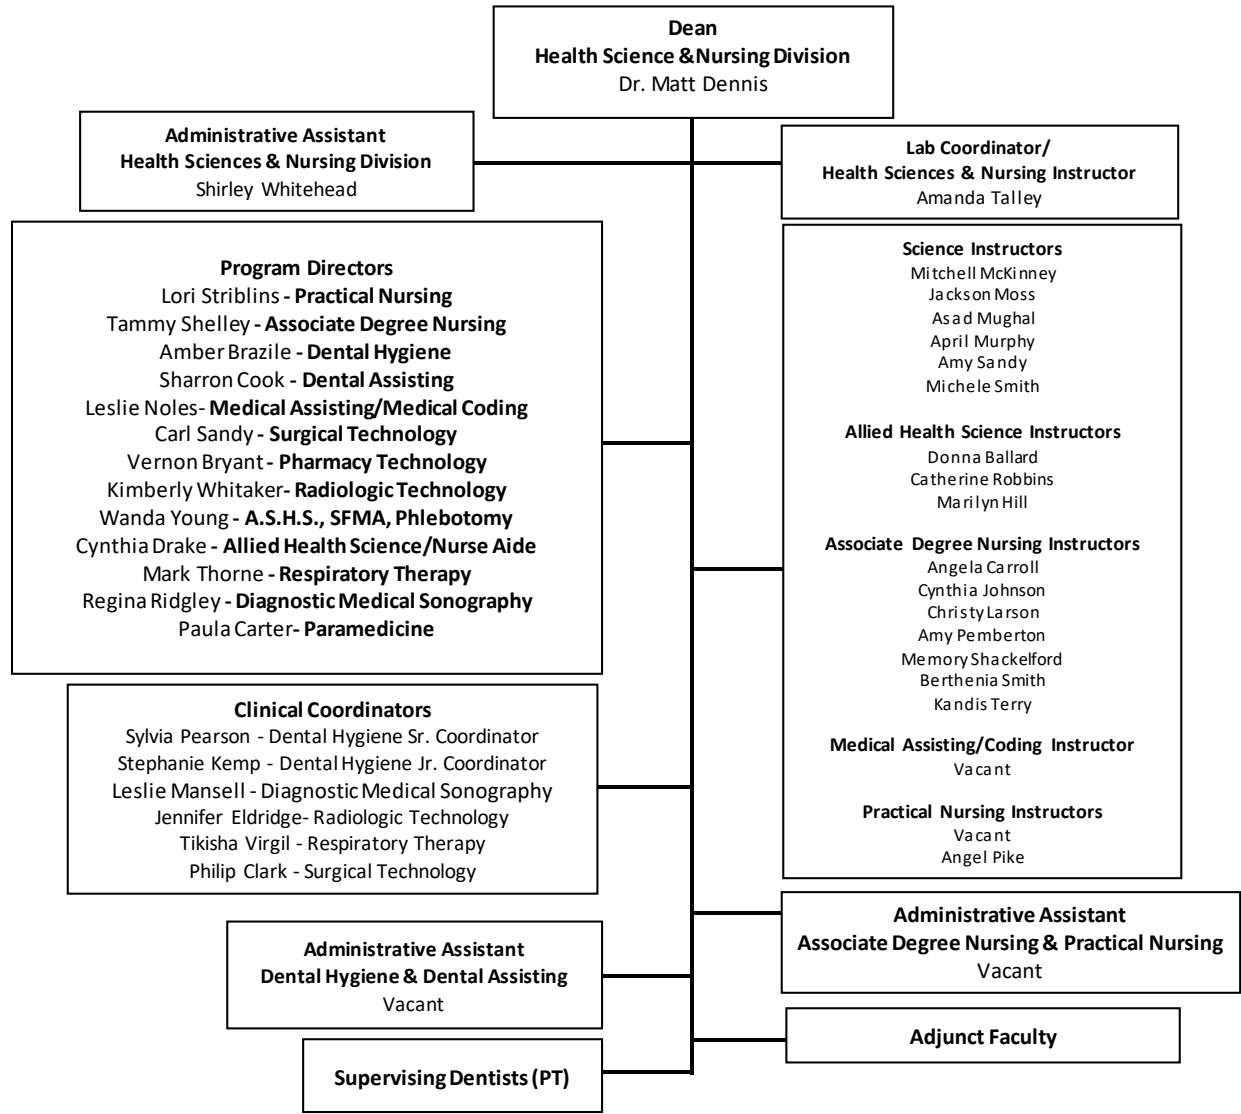 Dean
Health Science & Nursing Division
Dr. Matt Dennis
Administrative Assistant
Health Sciences & Nursing Division
Shirley Whitehead
Lab Coordinator/
Health Sciences & Nursing Instructor
Amanda Talley
Program Directors
Lori Striblins - Practical Nursing
Tammy Shelley - Associate Degree Nursing
Amber Brazile - Dental Hygiene
Sharron Cook - Dental Assisting
Leslie Noles- Medical Assisting/Medical Coding
Carl Sandy - Surgical Technology
Vernon Bryant - Pharmacy Technology
Kimberly Whitaker- Radiologic Technology
Wanda Young - A.S.H.S., SFMA, Phlebotomy
Cynthia Drake - Allied Health Science/Nurse Aide
Mark Thorne - Respiratory Therapy
Regina Ridgley - Diagnostic Medical Sonography
Paula Carter- Paramedicine
Science Instructors
Mitchell McKinney
Jackson Moss
Asad Mughal
April Murphy
Amy Sandy
Michele Smith
Allied Health Science Instructors
Donna Ballard
Catherine Robbins
Marilyn Hill
Associate Degree Nursing Instructors
Angela Carroll
Cynthia Johnson
Christy Larson
Amy Pemberton
Memory Shackelford
Berthenia Smith
Kandis Terry
Medical Assisting/Coding Instructor
Vacant
Practical Nursing Instructors
Vacant
Angel Pike
Clinical Coordinators
Sylvia Pearson - Dental Hygiene Sr. Coordinator
Stephanie Kemp - Dental Hygiene Jr. Coordinator
Leslie Mansell - Diagnostic Medical Sonography
Jennifer Eldridge- Radiologic Technology
Tikisha Virgil - Respiratory Therapy
Philip Clark - Surgical Technology
Administrative Assistant
Associate Degree Nursing & Practical Nursing
Vacant
Administrative Assistant
Dental Hygiene & Dental Assisting
Vacant
Adjunct Faculty
Supervising Dentists (PT)